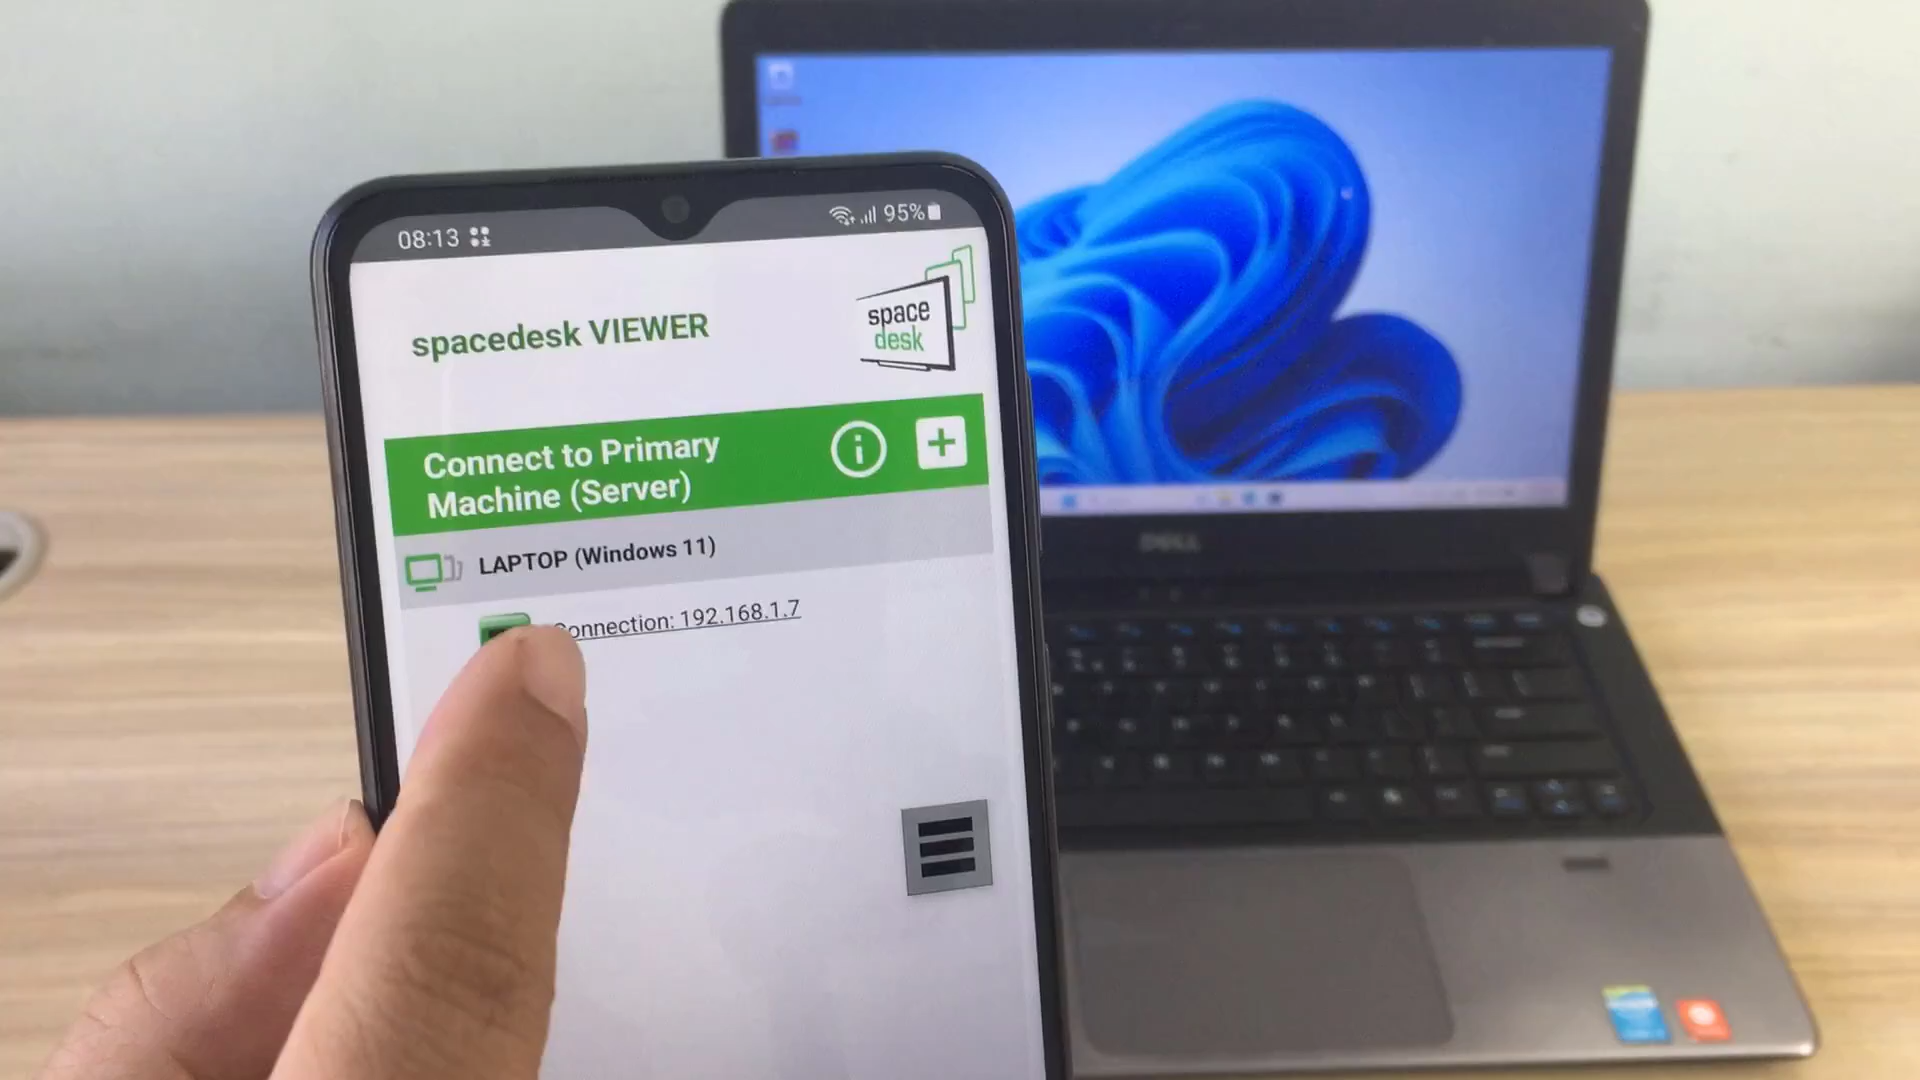 08:13
95%
spacedesk VIEWER
space
desk
Connect to Primary
Machine (Server)
LAPTOP (Windows 11)
onnection: 192.168.1.7
DELL